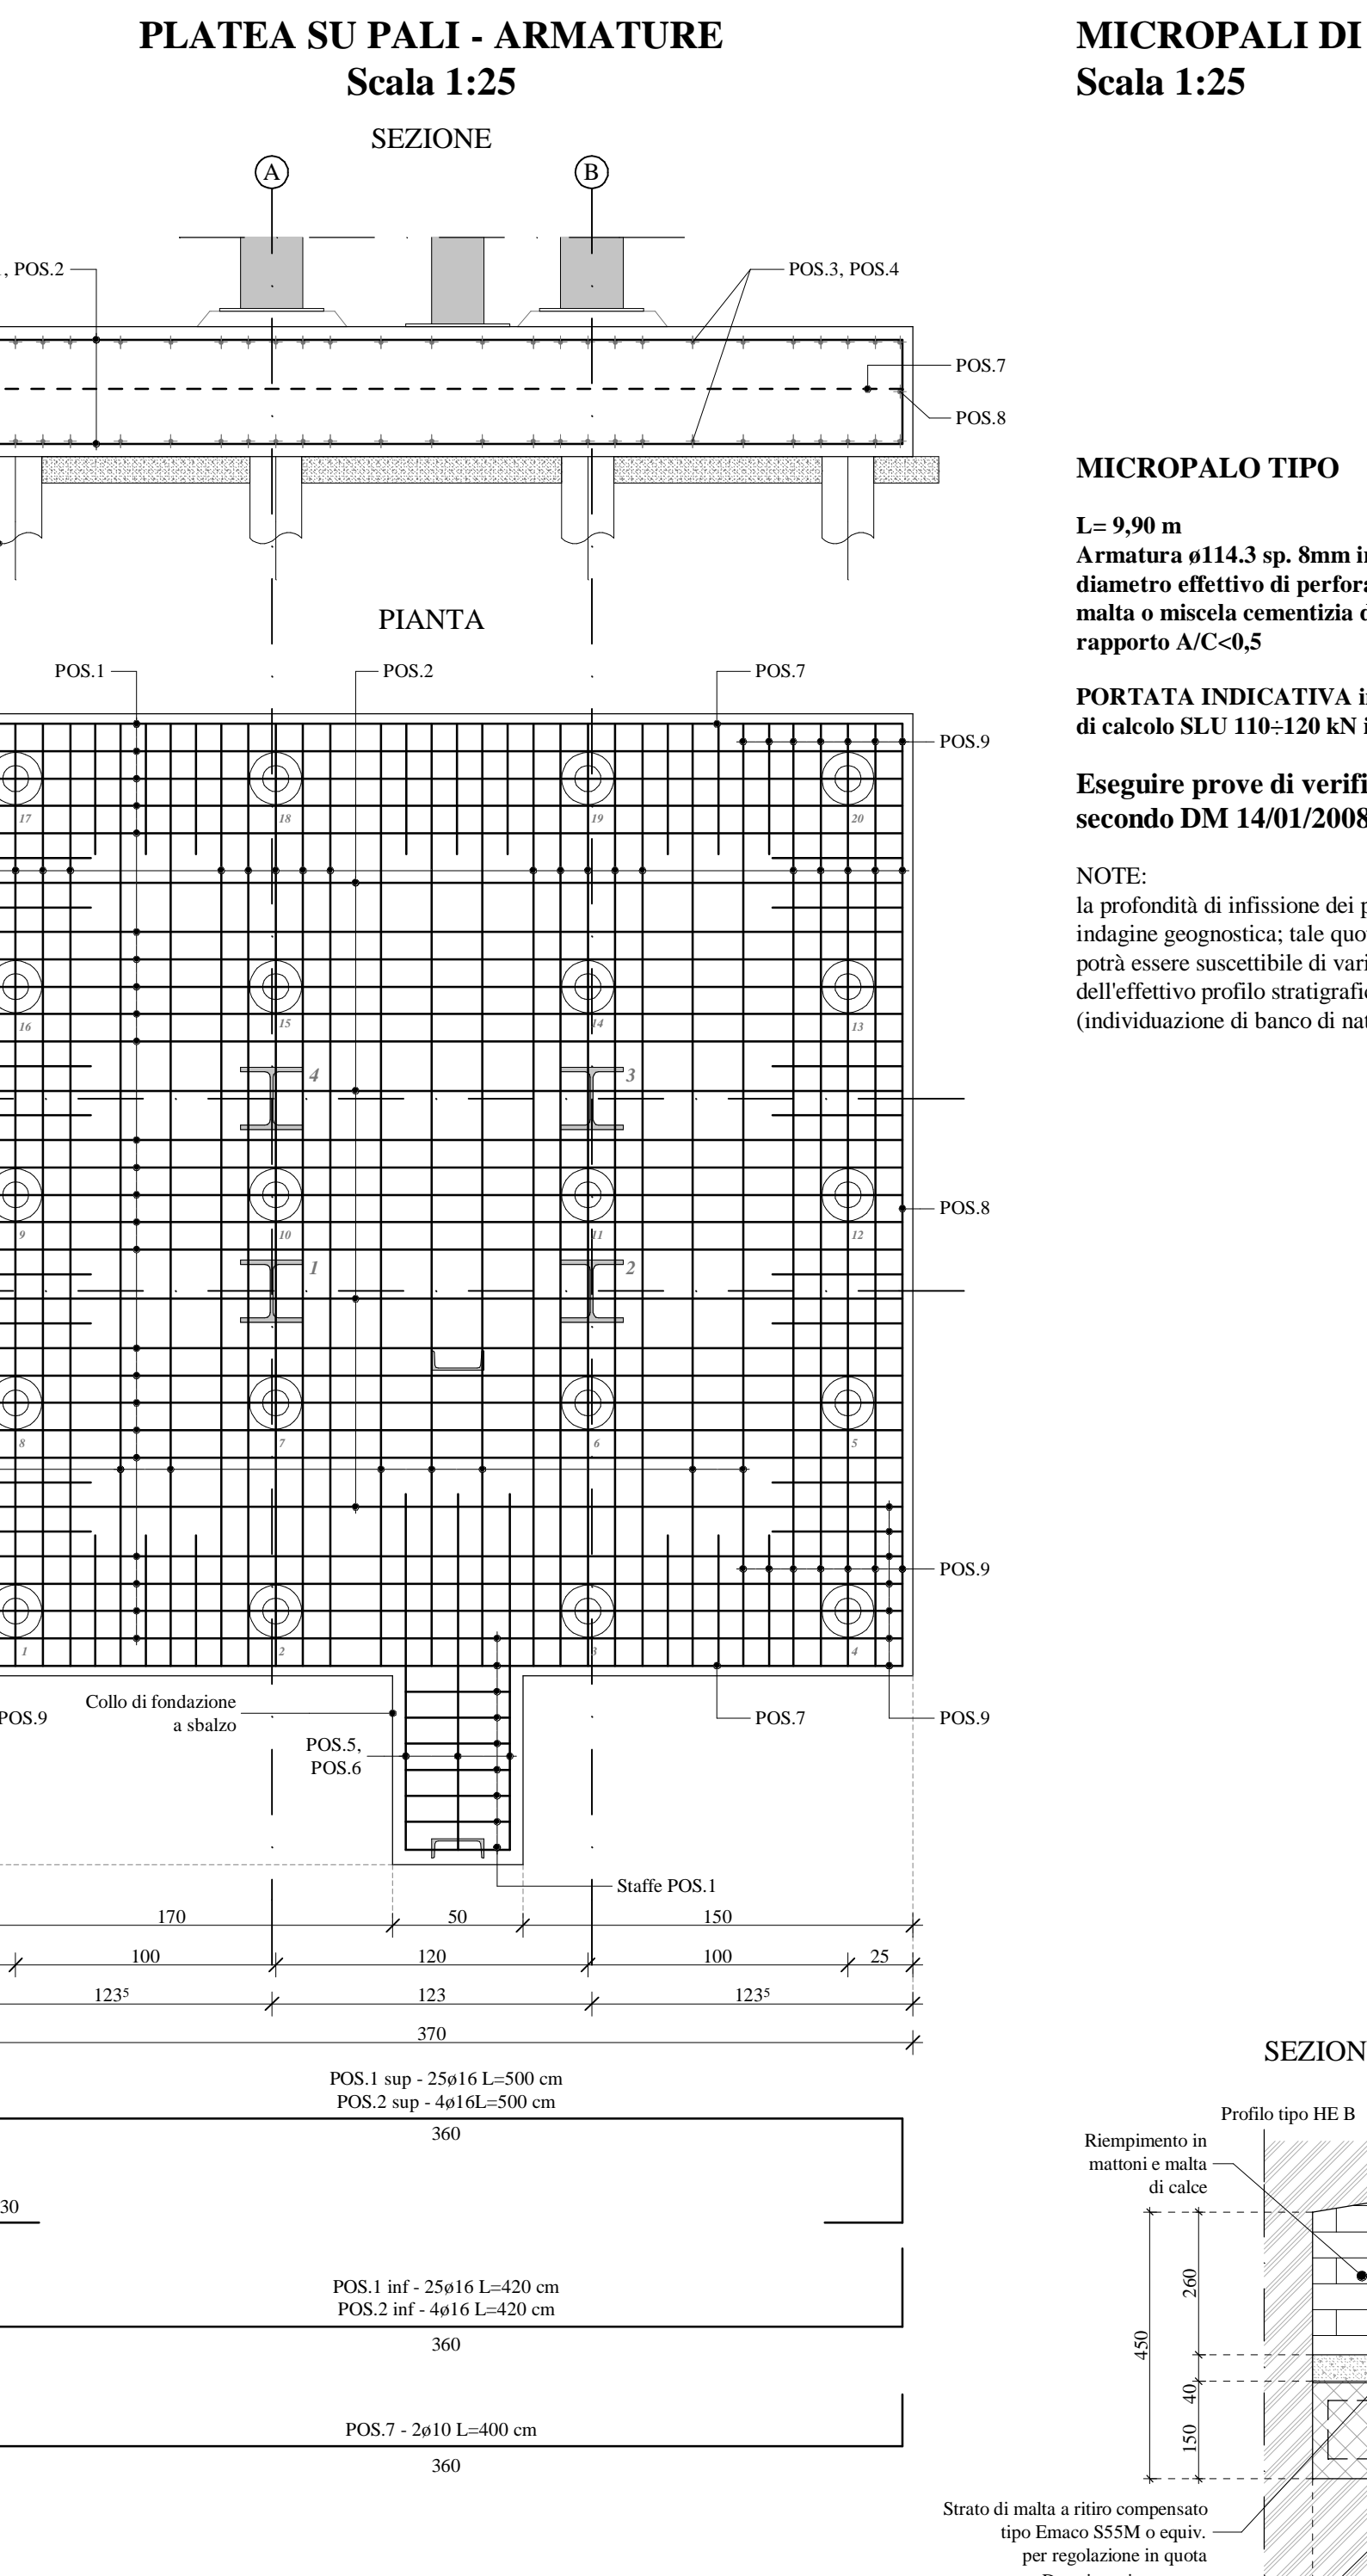 PLATEA SU PALI - ARMATURE
Scala 1:25
MICROPALI DI
Scala 1:25
SEZIONE
A
B
, POS.2
POS.3, POS.4
POS.7
POS.8
MICROPALO TIPO
L= 9,90 m
Armatura ø114.3 sp. 8mm
diametro effettivo di
malta o miscela cementizia
rapporto A/C<0,5
PORTATA INDICATIVA
di calcolo SLU 110÷120 kN
Eseguire prove di
secondo DM 14/01/2008
NOTE:
la profondità di infissione dei
indagine geognostica; tale
potrà essere suscettibile di
dell'effettivo profilo
(individuazione di banco di
PIANTA
POS.1
POS.2
POS.7
POS.9
17
18
19
20
16
15
14
13
4
3
9
10
11
12
POS.8
1
2
8
7
6
5
POS.9
1
2
3
4
POS.9
Collo di fondazione
a sbalzo
POS.5,
POS.6
POS.7
POS.9
Staffe POS.1
170
50
150
100
120
100
25
123⁵
123
123⁵
370
POS.1 sup - 25ø16 L=500 cm
POS.2 sup - 4ø16L=500 cm
360
30
POS.1 inf - 25ø16 L=420 cm
POS.2 inf - 4ø16 L=420 cm
360
POS.7 - 2ø10 L=400 cm
360
SEZION
Profilo tipo HE B
Riempimento in
mattoni e malta
di calce
450
260
40
150
Strato di malta a ritiro compensato
tipo Emaco S55M o equiv.
per regolazione in quota